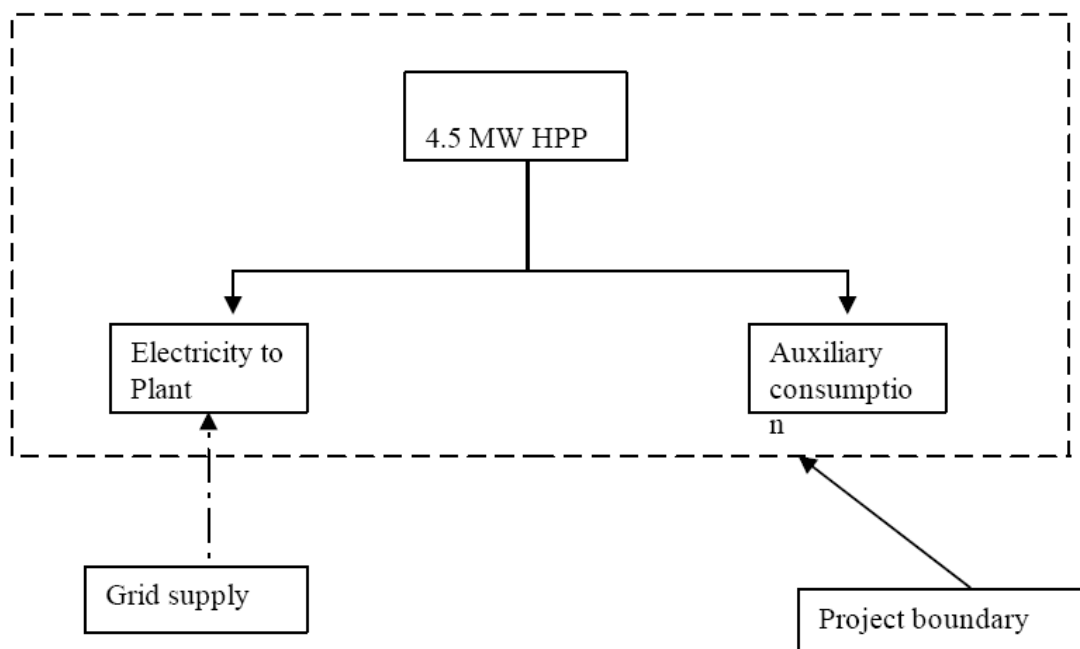 4.5 MW HPP
Electricity to
Plant
Auxiliary
consumptio
n
Grid supply
Project boundary